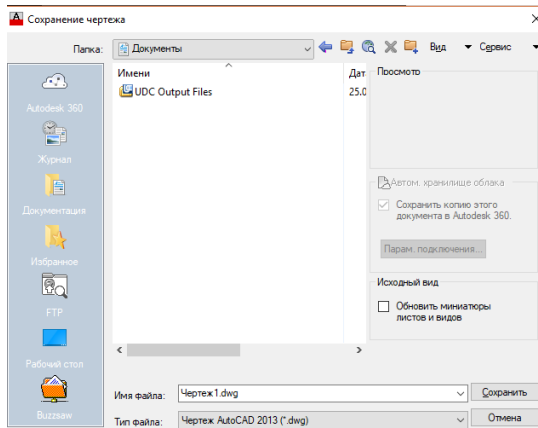 Сохранение чертежа
Папка:
Документы
Вид
Сервис
Autodesk 360
Журнал
Документация
Избранное
FTP
Рабочий стол
Buzzsaw
Имени
Дат
UDC Output Files
25.0
Просмотр
Автом. хранилище облака
Сохранить копию этого
документа в Autodesk 360.
Парам. подключения...
Исходный вид
Обновить миниатюры
листов и видов
Имя файла:
Чертеж1.dwg
Сохранить
Тип файла:
Чертеж AutoCAD 2013 (*.dwg)
Отмена